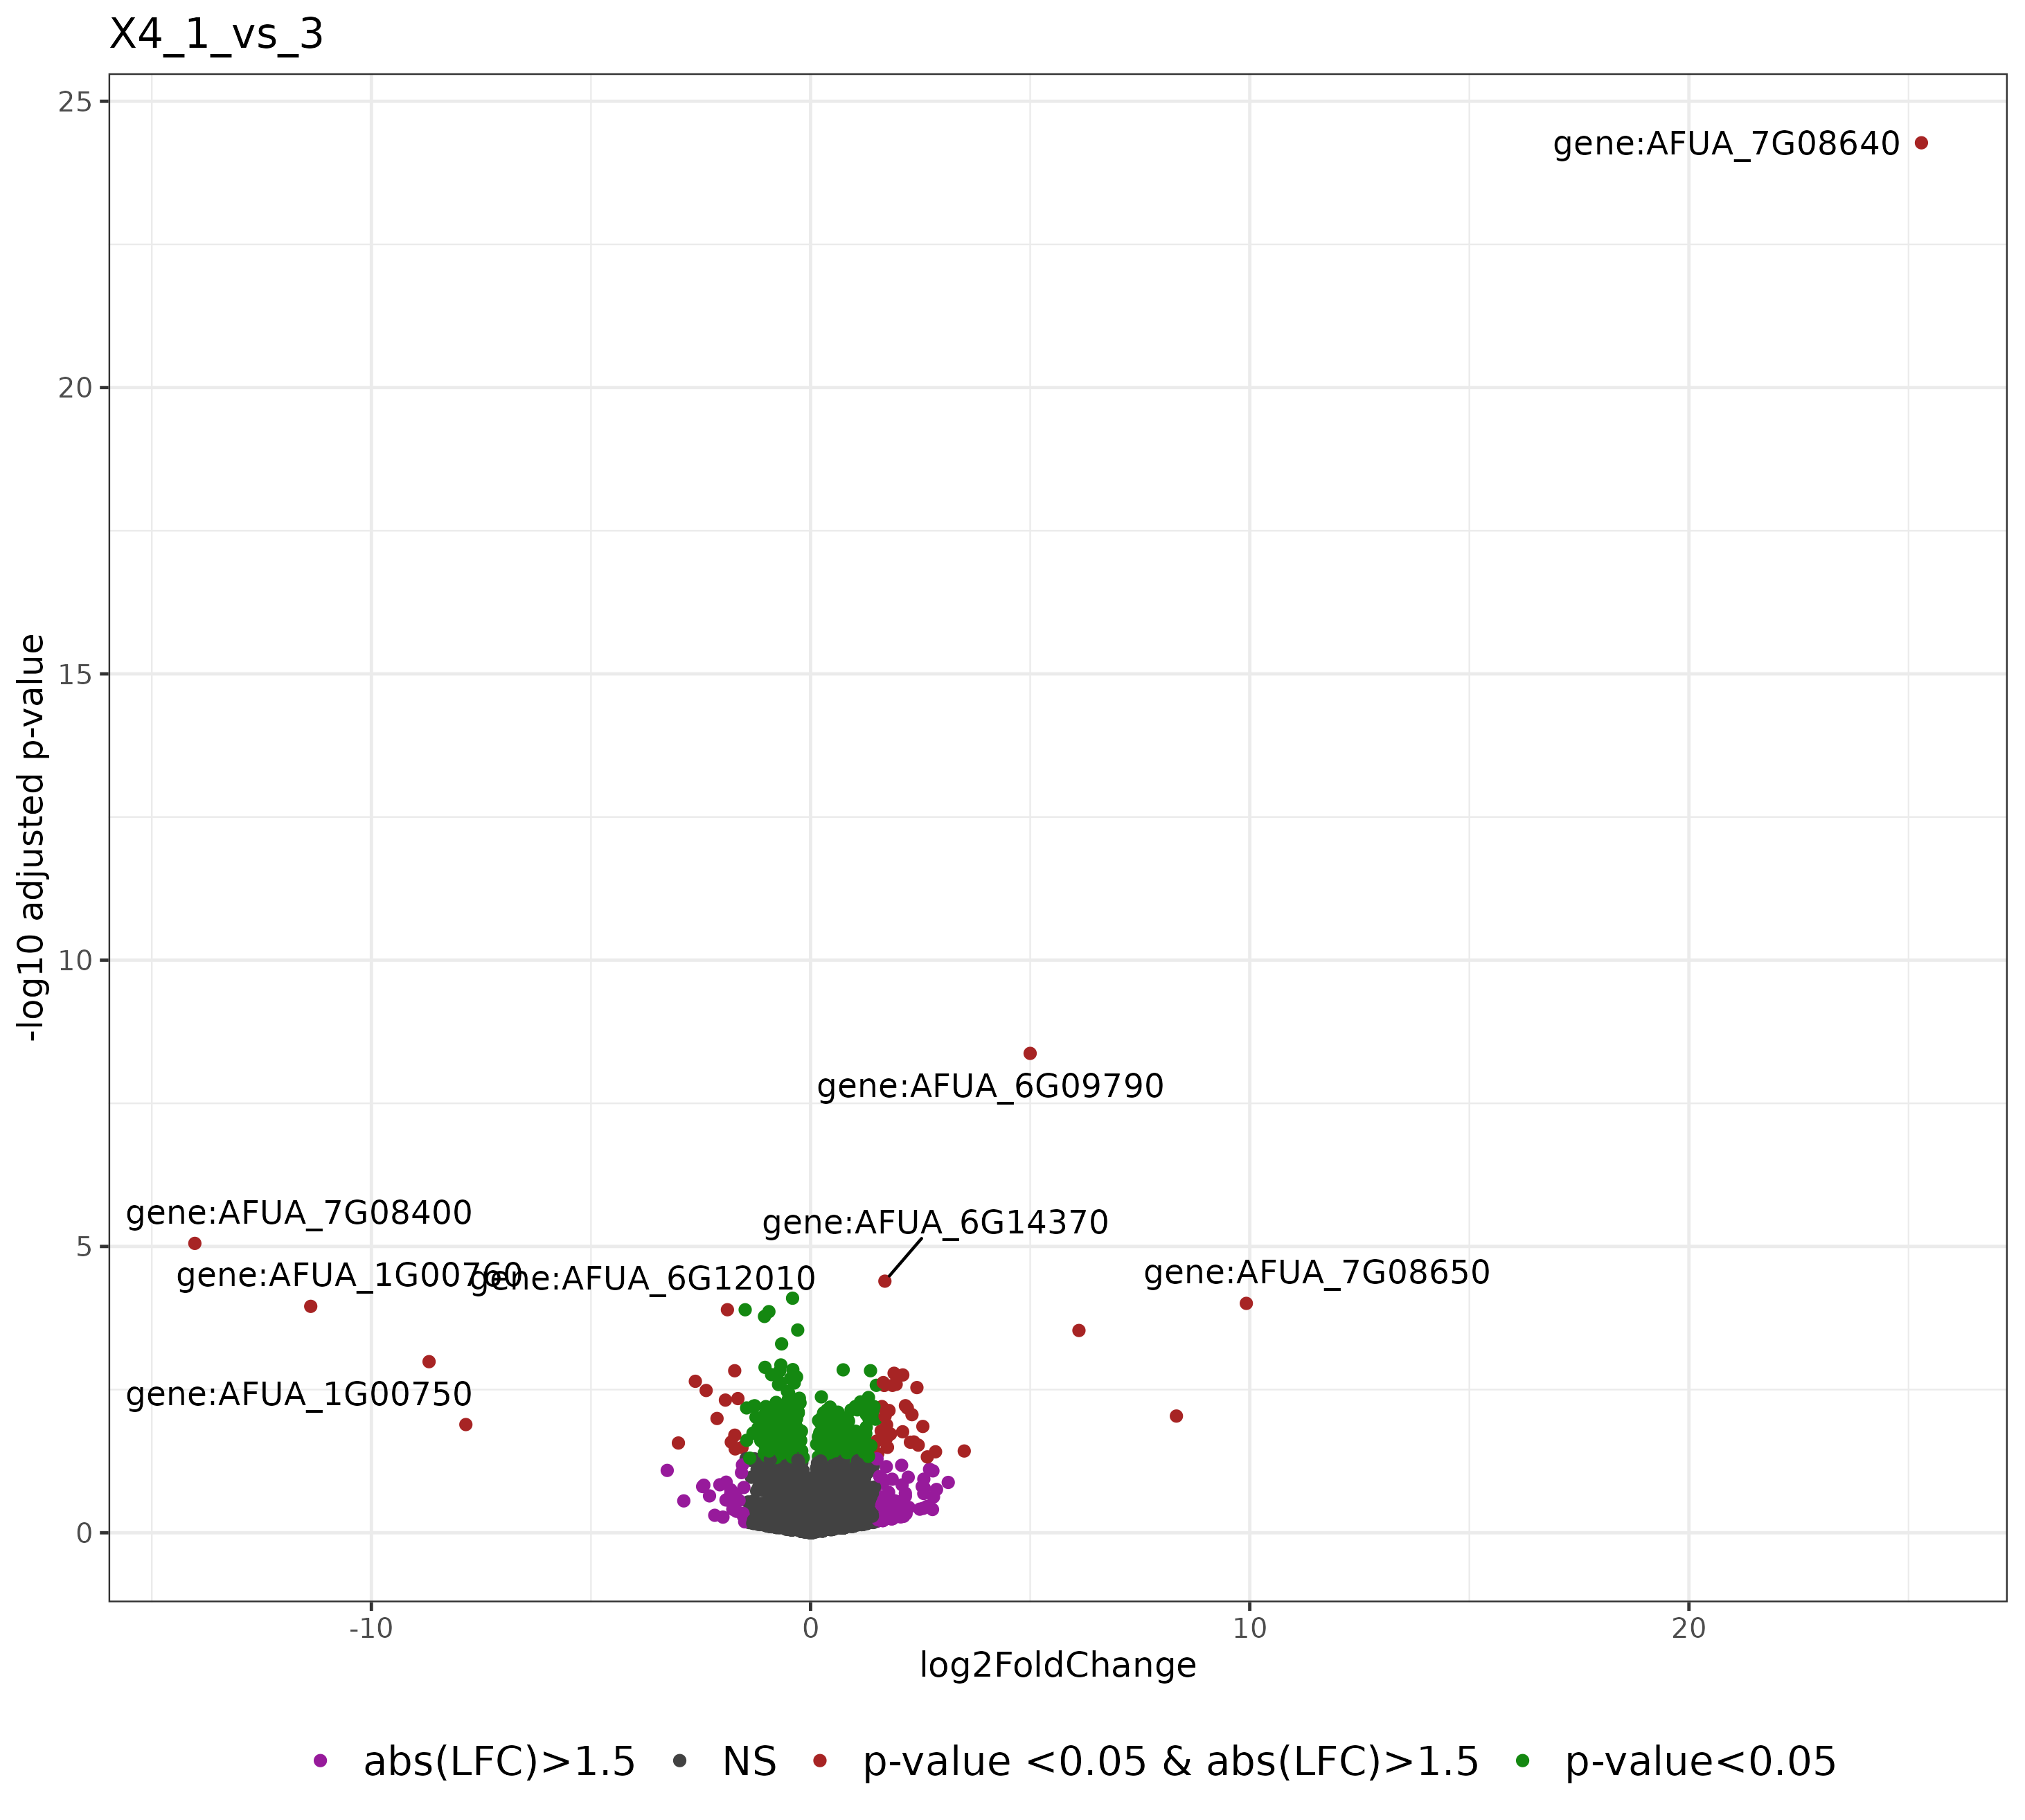 X4_1_vs_3
25
20
15
10
5
0
-log10 adjusted p-value
gene:AFUA_7G08640
gene:AFUA_6G09790
gene:AFUA_7G08400
gene:AFUA_6G14370
gene:AFUA_1G00760
gene:AFUA_6G12010
gene:AFUA_7G08650
gene:AFUA_1G00750
-10
0
10
20
log2FoldChange
abs(LFC)>1.5 NS p-value <0.05 & abs(LFC)>1.5 p-value<0.05